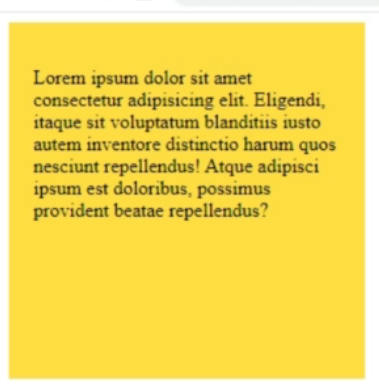 Lorem ipsum dolor sit amet
consectetur adipisicing elit. Eligendi,
itaque sit voluptatum blanditiis iusto
autem inventore distinctio harum quos
nesciunt repellendus! Atque adipisci
ipsum est doloribus, possimus
provident beatae repellendus?